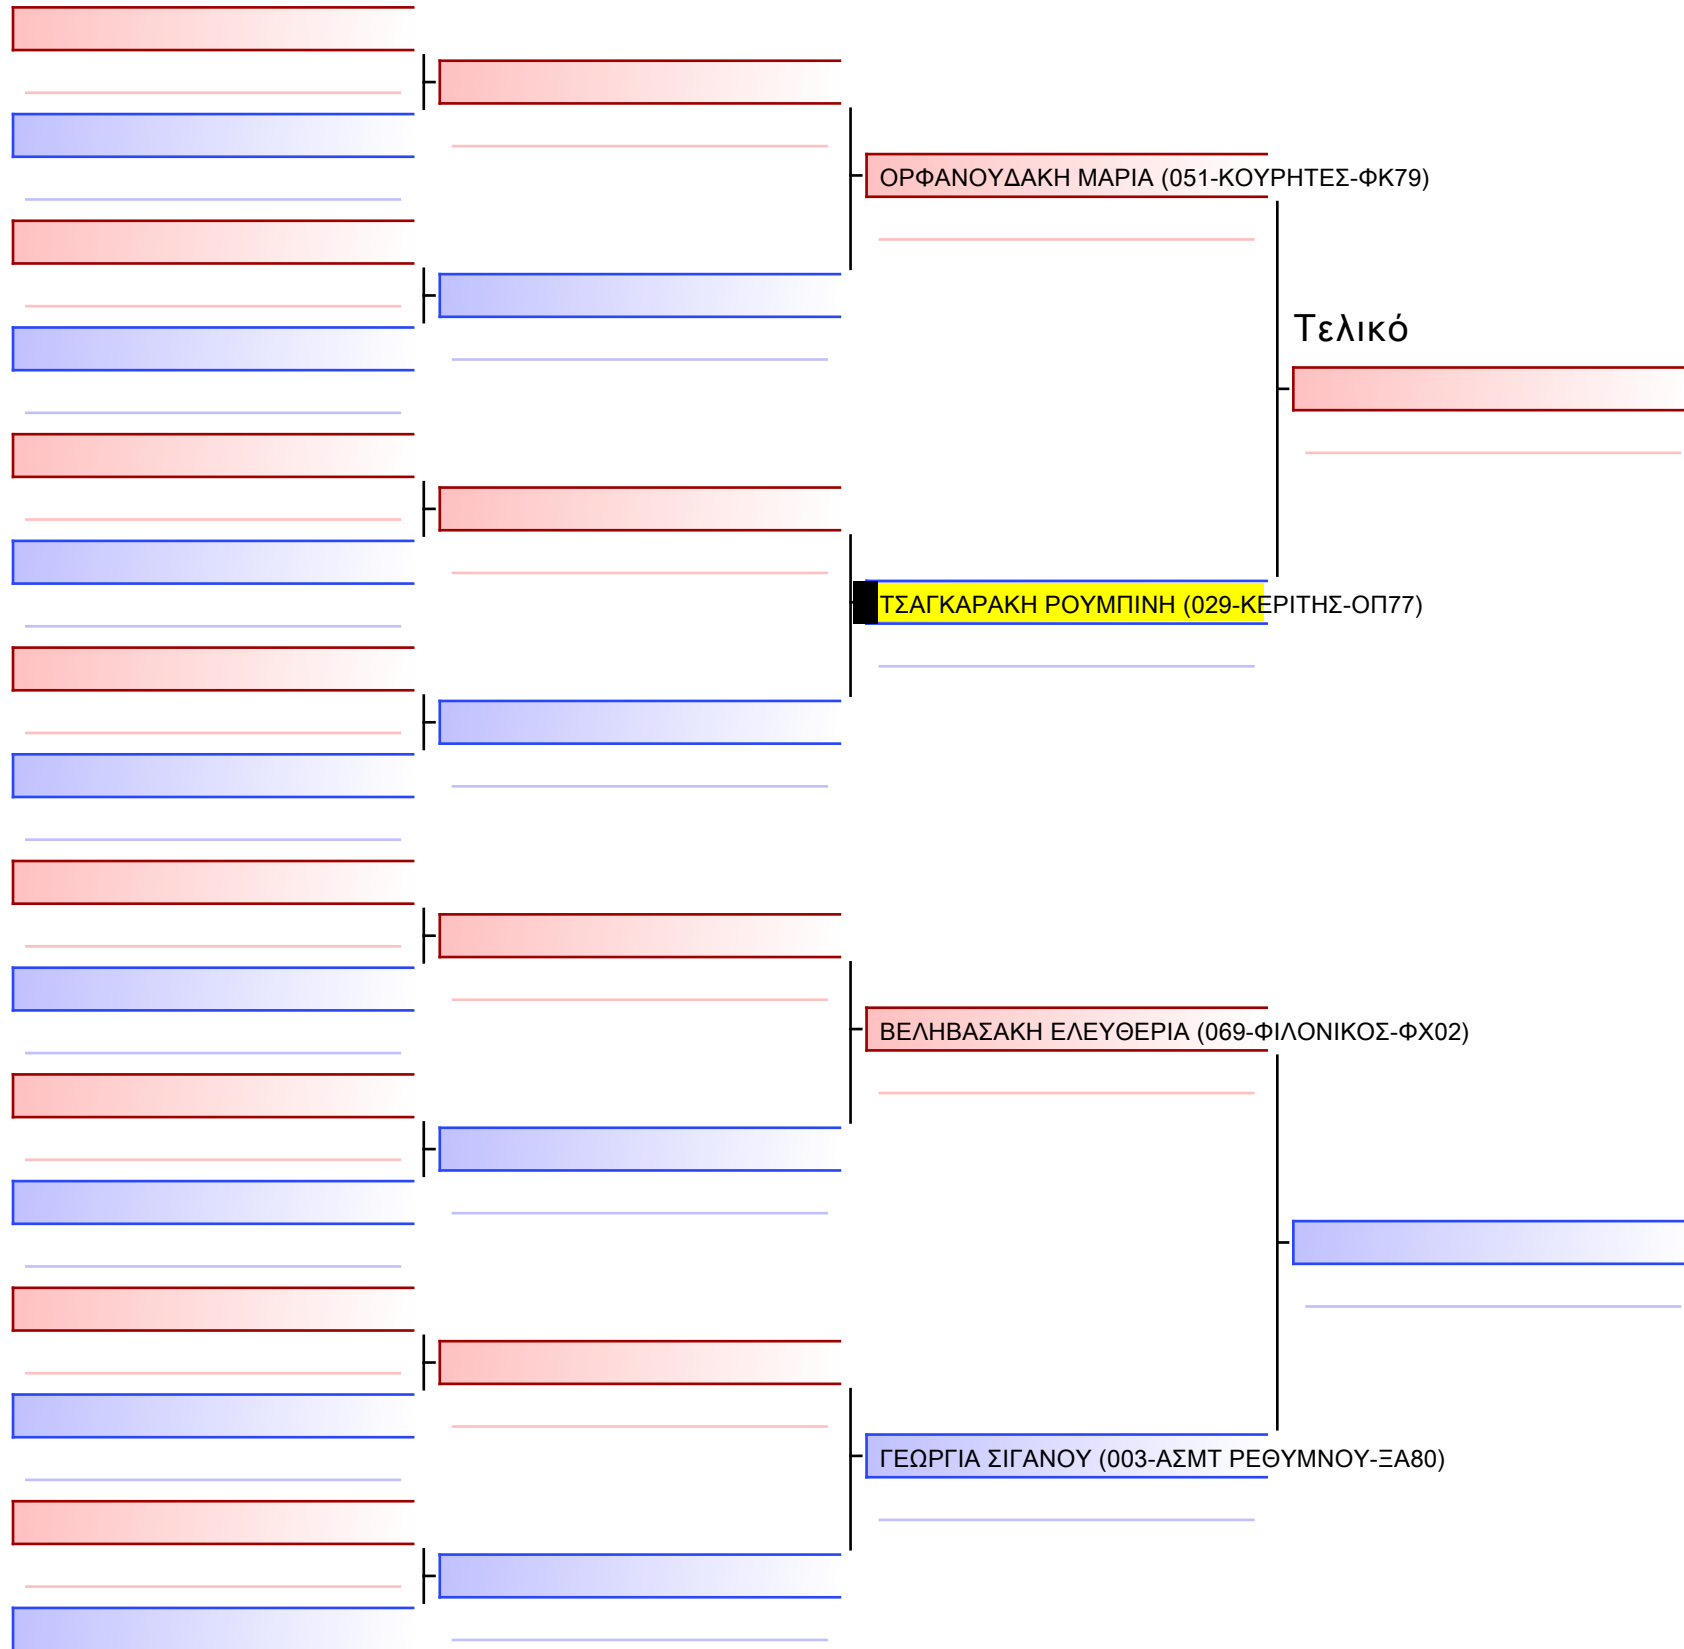 ΟΡΦΑΝΟΥΔΑΚΗ ΜΑΡΙΑ (051-ΚΟΥΡΗΤΕΣ-ΦΚ79)
Τελικό
ΤΣΑΓΚΑΡΑΚΗ ΡΟΥΜΠΙΝΗ (029-ΚΕΡΙΤΗΣ-ΟΠ77)
ΒΕΛΗΒΑΣΑΚΗ ΕΛΕΥΘΕΡΙΑ (069-ΦΙΛΟΝΙΚΟΣ-ΦΧ02)
ΓΕΩΡΓΙΑ ΣΙΓΑΝΟΥ (003-ΑΣΜΤ ΡΕΘΥΜΝΟΥ-ΞΑ80)